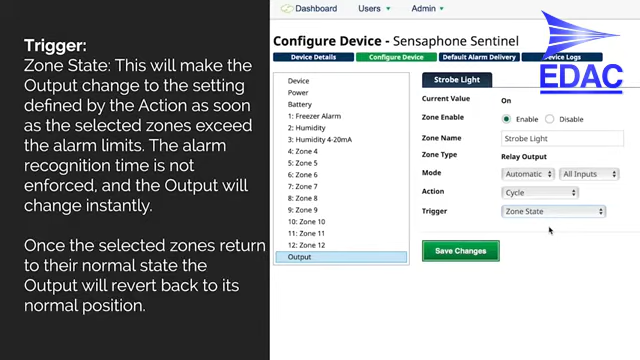 Dashboard Users Admin
EDAC
Configure Device - Sensaphone Sentinel
Device Details Configure Device Default Alarm Delivery Device Logs
Trigger:
Zone State: This will make the
Output change to the setting
defined by the Action as soon
as the selected zones exceed
the alarm limits. The alarm
recognition time is not
enforced, and the Output will
change instantly.
Once the selected zones return
to their normal state the
Output will revert back to its
normal position.
Device
Power
Battery
1: Freezer Alarm
2: Humidity
3: Humidity 4-20mA
4: Zone 4
5: Zone 5
6: Zone 6
7: Zone 7
8: Zone 8
9: Zone 9
10: Zone 10
11: Zone 11
12: Zone 12
Output
Strobe Light
Current Value On
Zone Enable Enable Disable
Zone Name Strobe Light
Zone Type Relay Output
Mode Automatic All Inputs
Action Cycle
Trigger Zone State
Save Changes